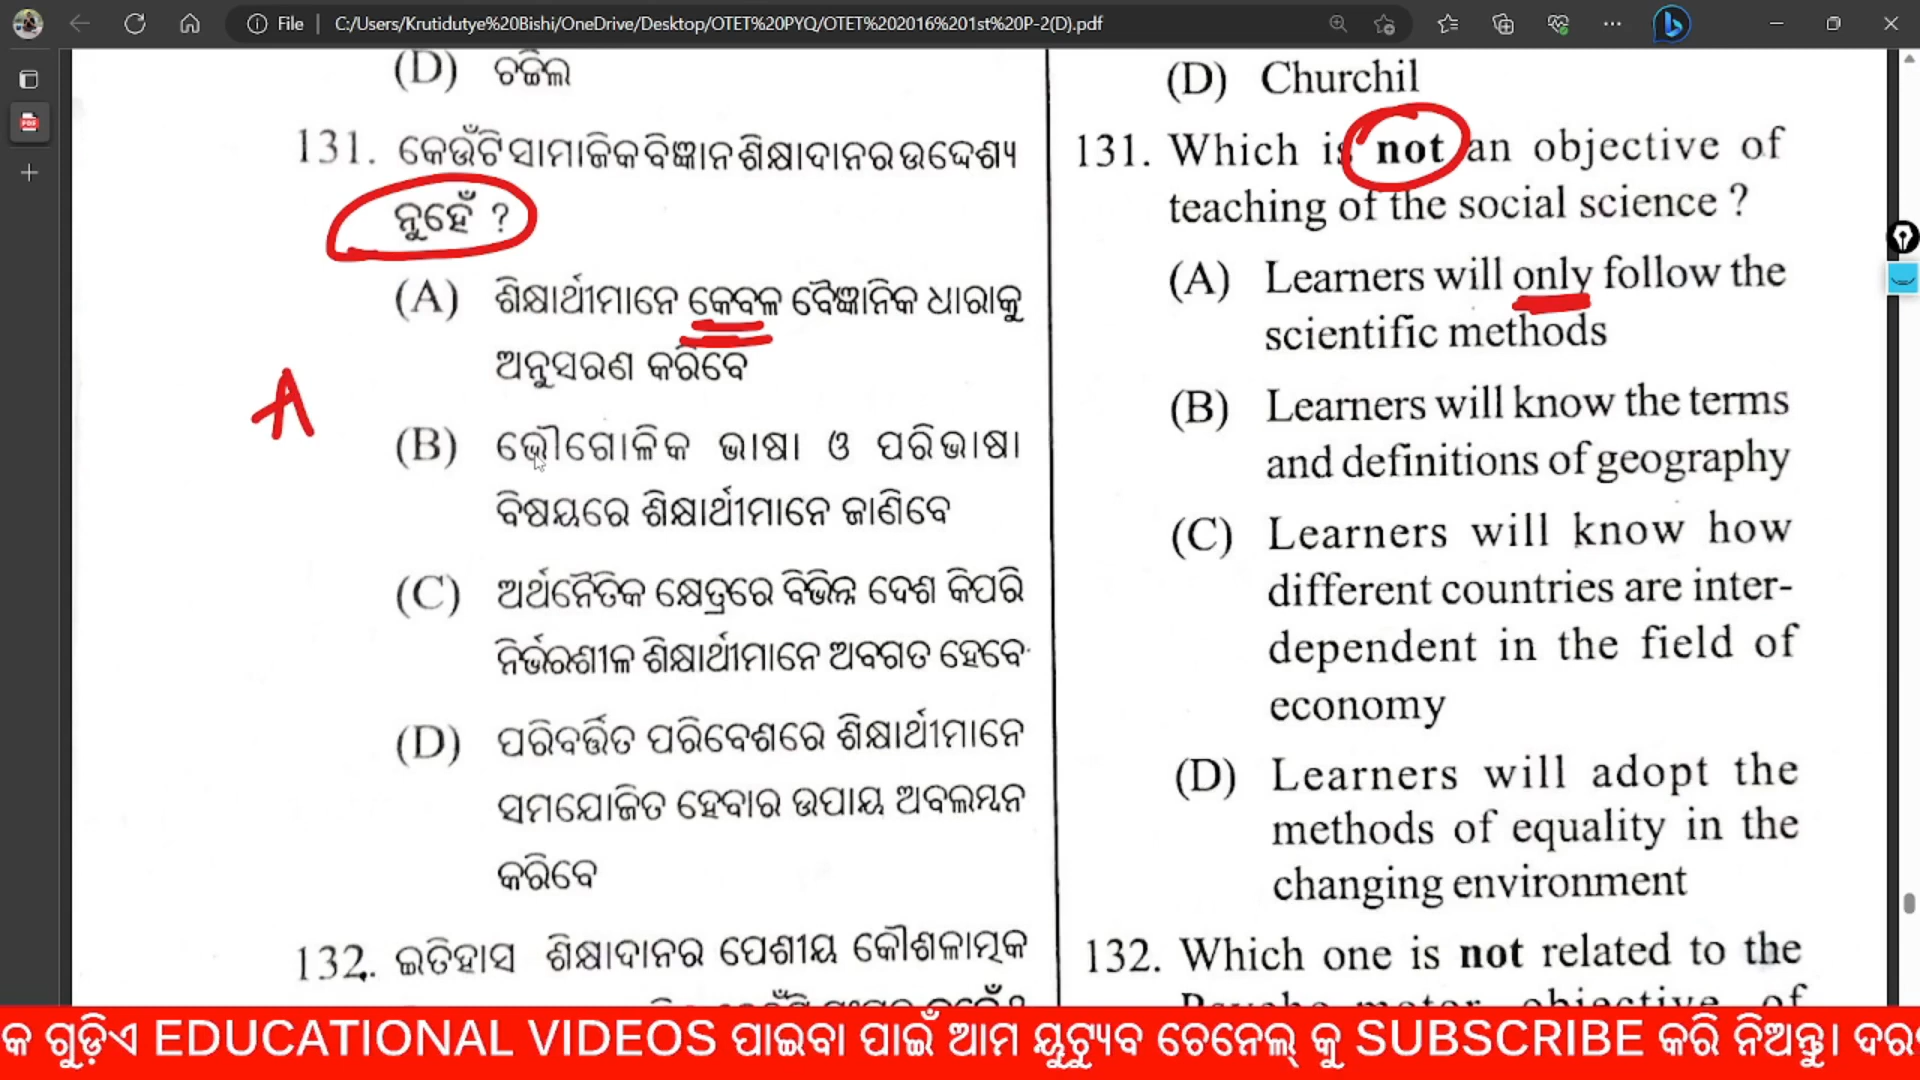 File
C:/Users/Krutidutye%20Bishi/OneDrive/Desktop/OTET%20PYQ/OTET%202016%201st%20P-2(D).pdf
(D) ଚର୍ଚ୍ଚିଲ
131. କେଉଁଟି ସାମାଜିକ ବିଜ୍ଞାନ ଶିକ୍ଷାଦାନର ଉଦ୍ଦେଶ୍ୟ
ନୁହେଁ ?
(A) ଶିକ୍ଷାର୍ଥୀମାନେ କେବଳ ବୈଜ୍ଞାନିକ ଧାରାକୁ
ଅନୁସରଣ କରିବେ
A
(B) ଭୌଗୋଳିକ ଭାଷା ଓ ପରିଭାଷା
ବିଷୟରେ ଶିକ୍ଷାର୍ଥୀମାନେ ଜାଣିବେ
(C) ଅର୍ଥନୈତିକ କ୍ଷେତ୍ରରେ ବିଭିନ୍ନ ଦେଶ କିପରି
ନିର୍ଭରଶୀଳ ଶିକ୍ଷାର୍ଥୀମାନେ ଅବଗତ ହେବେ
(D) ପରିବର୍ତ୍ତିତ ପରିବେଶରେ ଶିକ୍ଷାର୍ଥୀମାନେ
ସମଯୋଜିତ ହେବାର ଉପାୟ ଅବଲମ୍ବନ
କରିବେ
132. ଇତିହାସ ଶିକ୍ଷାଦାନର ପେଶୀୟ କୌଶଳାତ୍ମକ
(D) Churchil
131. Which is not an objective of
teaching of the social science ?
(A) Learners will only follow the
scientific methods
(B) Learners will know the terms
and definitions of geography
(C) Learners will know how
different countries are inter-
dependent in the field of
economy
(D) Learners will adopt the
methods of equality in the
changing environment
132. Which one is not related to the
Psycho-motor objective of
କ ଗୁଡ଼ିଏ EDUCATIONAL VIDEOS ପାଇବା ପାଇଁ ଆମ ୟୁଟ୍ୟୁବ ଚେନେଲ୍ କୁ SUBSCRIBE କରି ନିଅନ୍ତୁ।